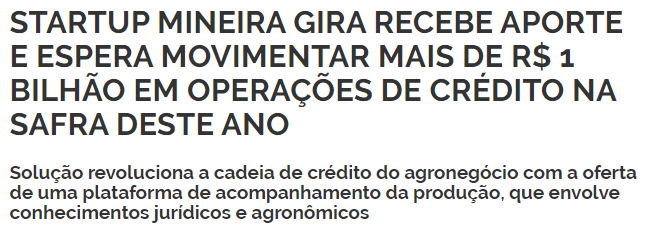 STARTUP MINEIRA GIRA RECEBE APORTE
E ESPERA MOVIMENTAR MAIS DE R$ 1
BILHÃO EM OPERAÇÕES DE CRÉDITO NA
SAFRA DESTE ANO
Solução revoluciona a cadeia de crédito do agronegócio com a oferta
de uma plataforma de acompanhamento da produção, que envolve
conhecimentos jurídicos e agronômicos